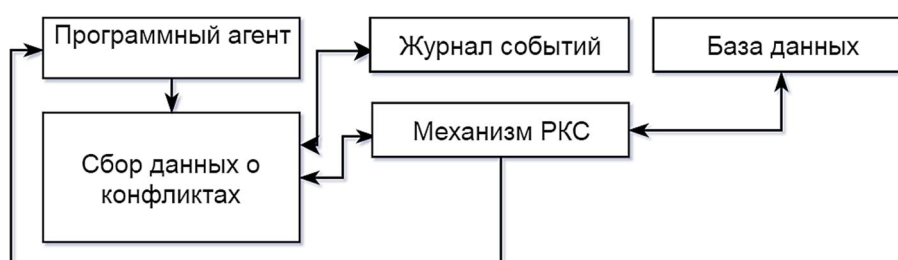 Программный агент
Журнал событий
База данных
Механизм РКС
Сбор данных о
конфликтах